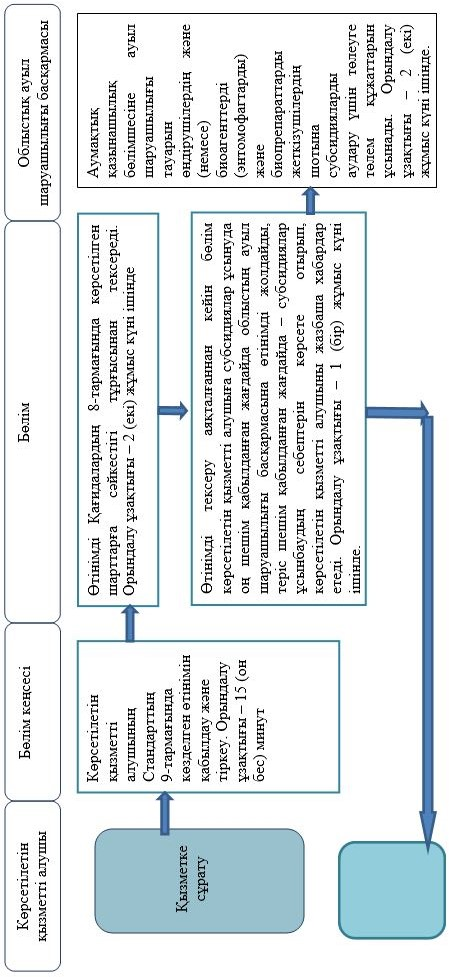 Көрсетілетін
қызметті алушы
Бөлім кеңсесі
Бөлім
Облыстық ауыл
шаруашылығы басқармасы
Қызметке
сұрату
Көрсетілетін
қызметті
алушының
Стандарттың
9-тармағында
көзделген өтінімін
қабылдау және
тіркеу. Орындалу
ұзақтығы – 15 (он
бес) минут
Өтінімді Қағидалардың 8-тармағында көрсетілген
шарттарға сәйкестігі тұрғысынан тексереді.
Орындалу ұзақтығы – 2 (екі) жұмыс күні ішінде
Өтінімді тексеру аяқталғаннан кейін бөлім
көрсетілетін қызметті алушыға субсидиялар ұсынуда
оң шешім қабылданған жағдайда облыстың ауыл
шаруашылығы басқармасына өтінімді жолдайды,
теріс шешім қабылданған жағдайда – субсидиялар
ұсынбаудың себептерін көрсете отырып,
көрсетілетін қызметті алушыны жазбаша хабардар
етеді. Орындалу ұзақтығы – 1 (бір) жұмыс күні
ішінде.
Аумақтық
қазынашылық
бөлімшесіне ауыл
шаруашылығы
тауарын
өндірушілердің және
(немесе)
биоагенттерді
(энтомофагтарды)
және
биопрепараттарды
жеткізушілердің
шотына
субсидияларды
аудару үшін төлеуге
төлем құжаттарын
ұсынады. Орындалу
ұзақтығы – 2 (екі)
жұмыс күні ішінде.